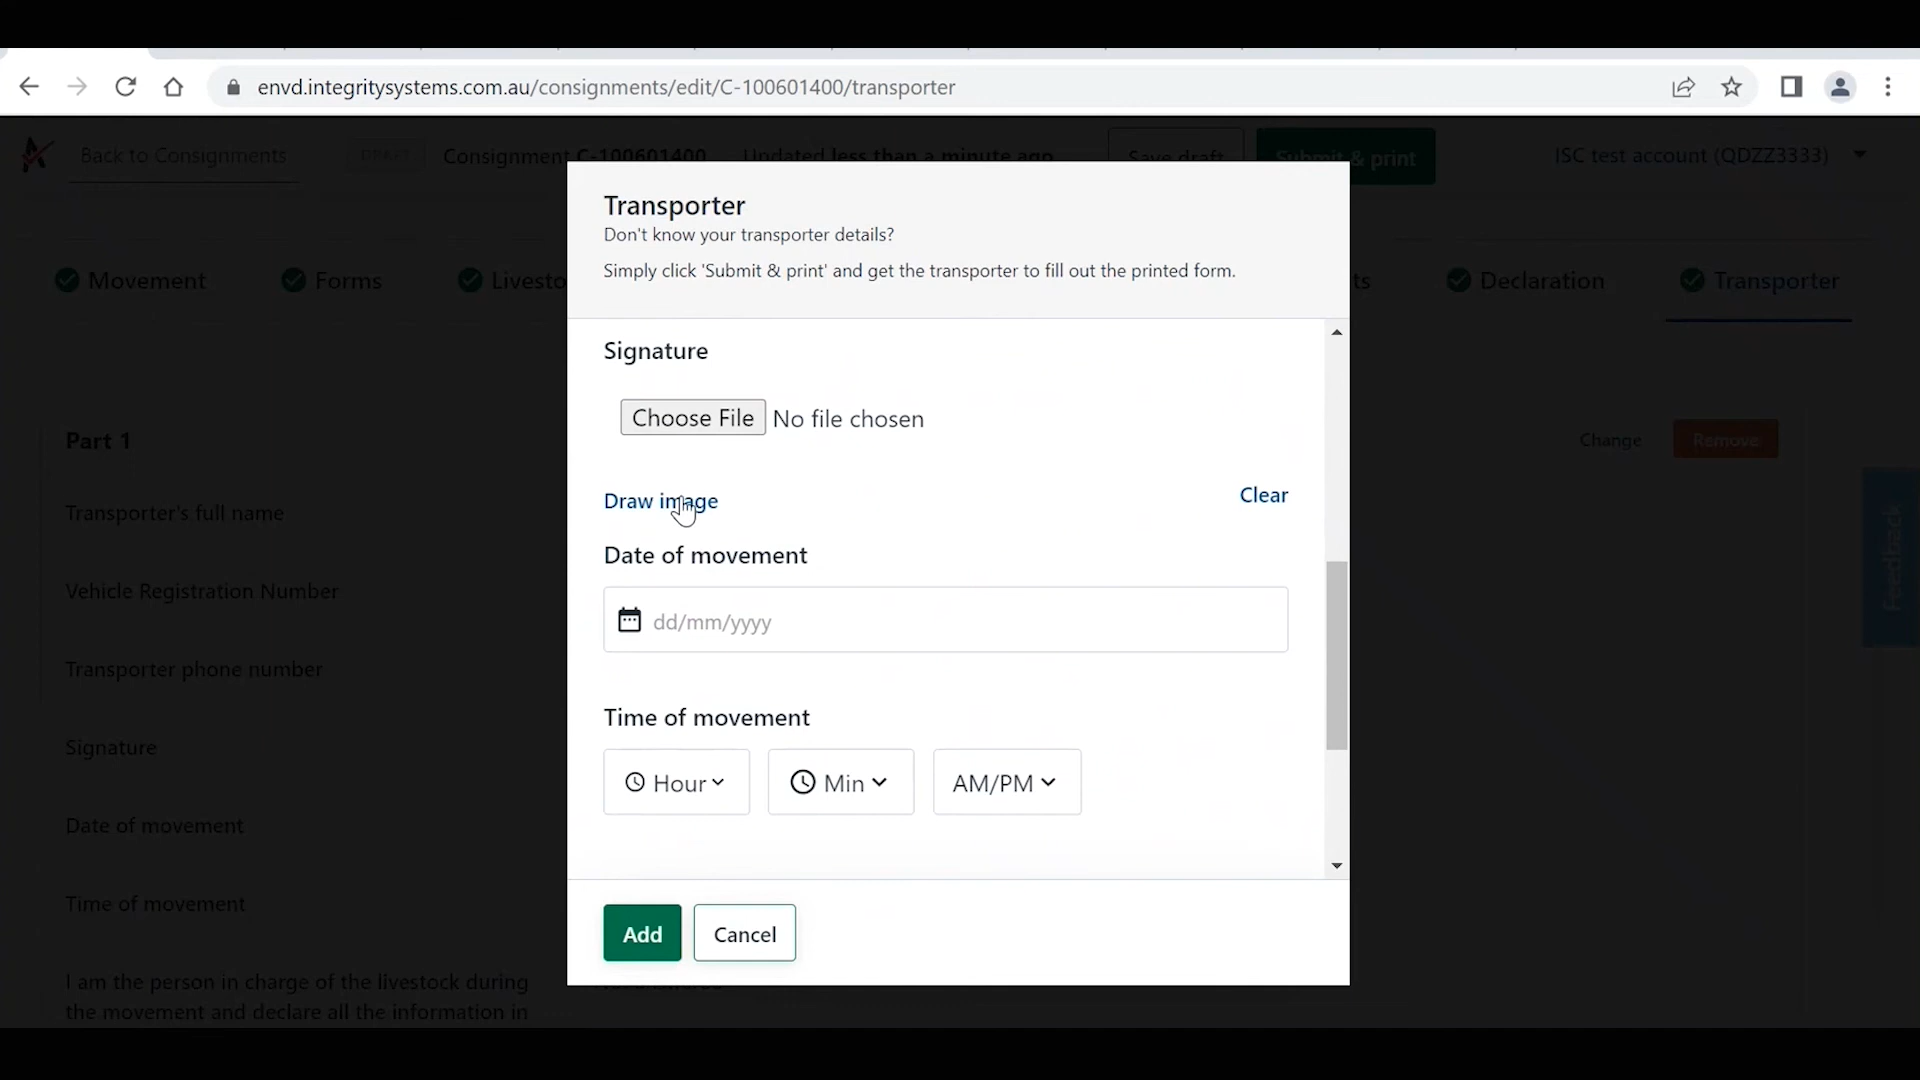 envd.integritysystems.com.au/consignments/edit/C-100601400/transporter
Back to Consignments
DRAFT
Consignment C-100601400
Updated less than a minute ago
Save draft
Submit & print
ISC test account (QDZZ3333)
Transporter
Don't know your transporter details?
Simply click 'Submit & print' and get the transporter to fill out the printed form.
Movement
Forms
Livesto
ts
Declaration
Transporter
Signature
Choose File No file chosen
Draw image
Clear
Date of movement
dd/mm/yyyy
Time of movement
Hour
Min
AM/PM
Add
Cancel
Part 1
Change
Remove
Transporter's full name
Vehicle Registration Number
Transporter phone number
Signature
Date of movement
Time of movement
I am the person in charge of the livestock during
the movement and declare all the information in
Feedback